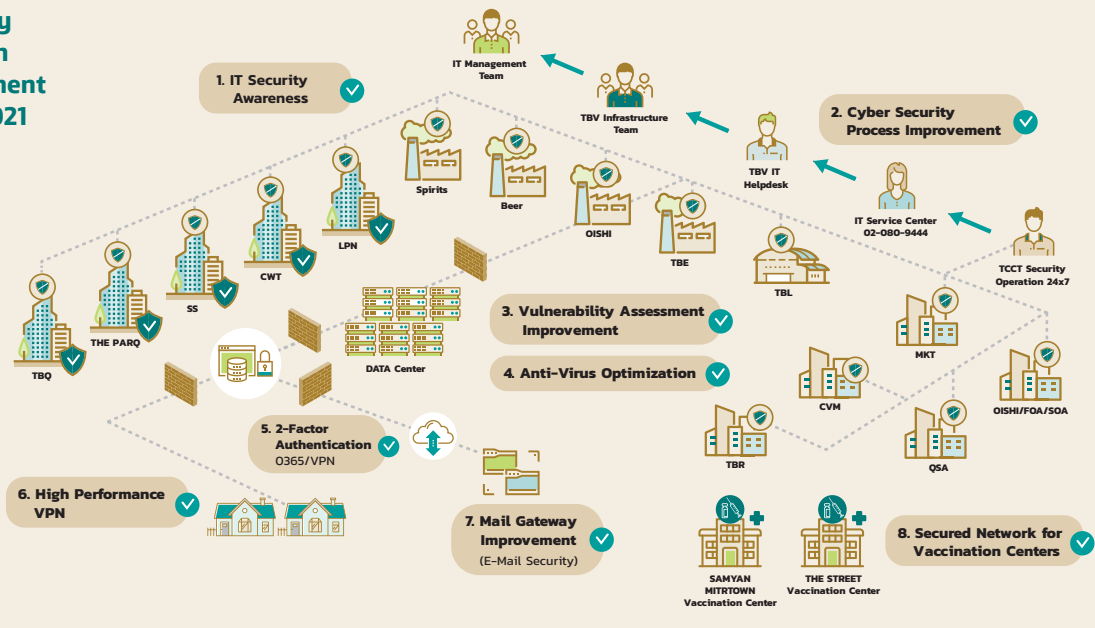 021
IT Management
Team
1. IT Security
Awareness
TBV Infrastructure
Team
2. Cyber Security
Process Improvement
TBV IT
Helpdesk
IT Service Center
02-080-9444
TCCT Security
Operation 24x7
Spirits
Beer
OISHI
TBE
TBL
LPN
CWT
SS
THE PARQ
TBQ
DATA Center
3. Vulnerability Assessment
Improvement
4. Anti-Virus Optimization
MKT
CVM
OISHI/FOA/SOA
TBR
QSA
5. 2-Factor
Authentication
O365/VPN
6. High Performance
VPN
7. Mail Gateway
Improvement
(E-Mail Security)
8. Secured Network for
Vaccination Centers
SAMYAN
MITRTOWN
Vaccination Center
THE STREET
Vaccination Center